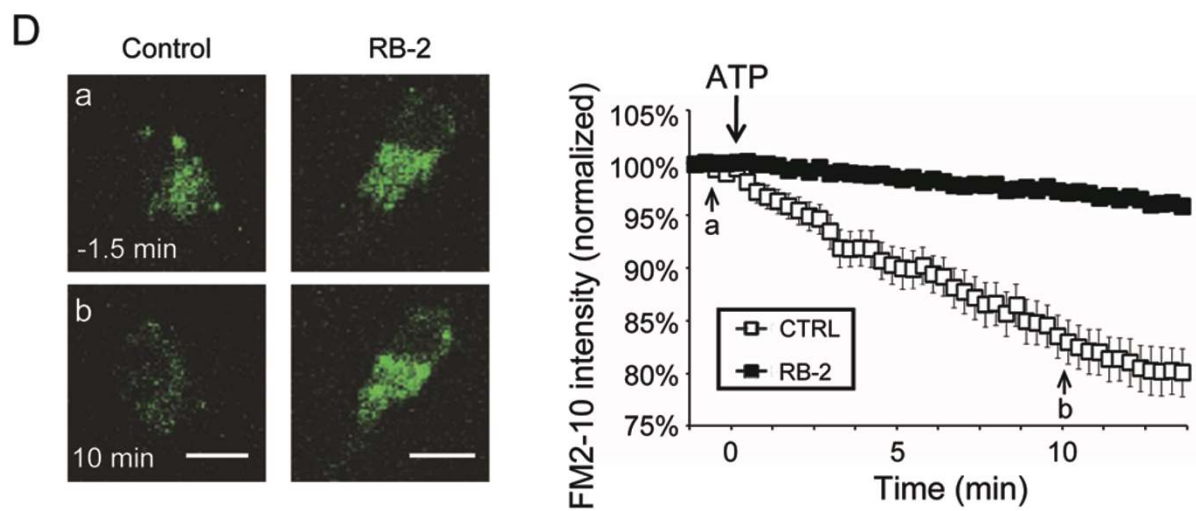 D
Control
RB-2
a
-1.5 min
b
10 min
ATP
FM2-10 intensity (normalized)
105%
100%
95%
90%
85%
80%
75%
a
b
CTRL
RB-2
0
5
10
Time (min)